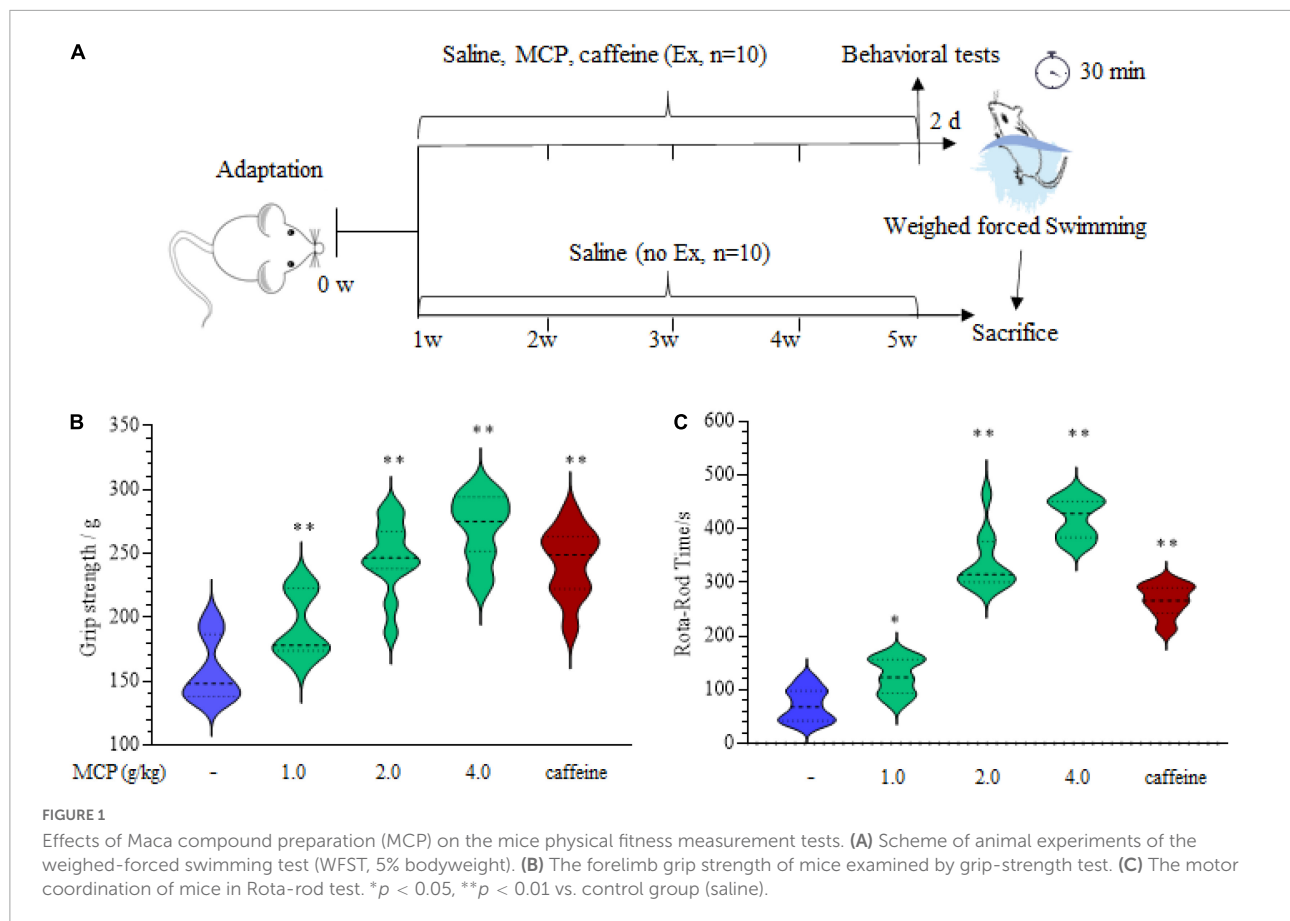 A
Saline, MCP, caffeine (Ex, n=10)
Behavioral tests
30 min
2 d
Adaptation
0 w
Weighed forced Swimming
Saline (no Ex, n=10)
1w 2w 3w 4w 5w
Sacrifice
B
Grip strength / g
350
300
250
200
150
100
**
**
**
**
MCP (g/kg) - 1.0 2.0 4.0 caffeine
C
Rota-Rod Time/s
600
500
400
300
200
100
0
*
**
**
**
- 1.0 2.0 4.0 caffeine
FIGURE 1
Effects of Maca compound preparation (MCP) on the mice physical fitness measurement tests. (A) Scheme of animal experiments of the
weighed-forced swimming test (WFST, 5% bodyweight). (B) The forelimb grip strength of mice examined by grip-strength test. (C) The motor
coordination of mice in Rota-rod test. *p < 0.05, **p < 0.01 vs. control group (saline).